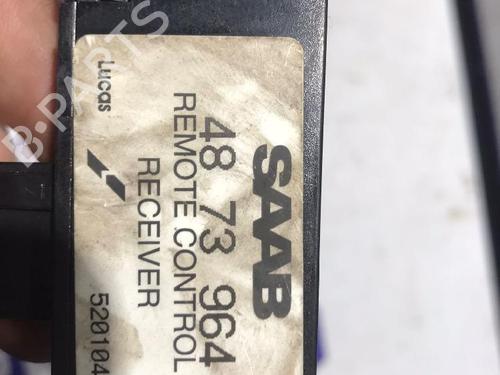 SAAB
48 73 964
REMOTE CONTROL
RECEIVER
Lucas
520104
B-PARTS